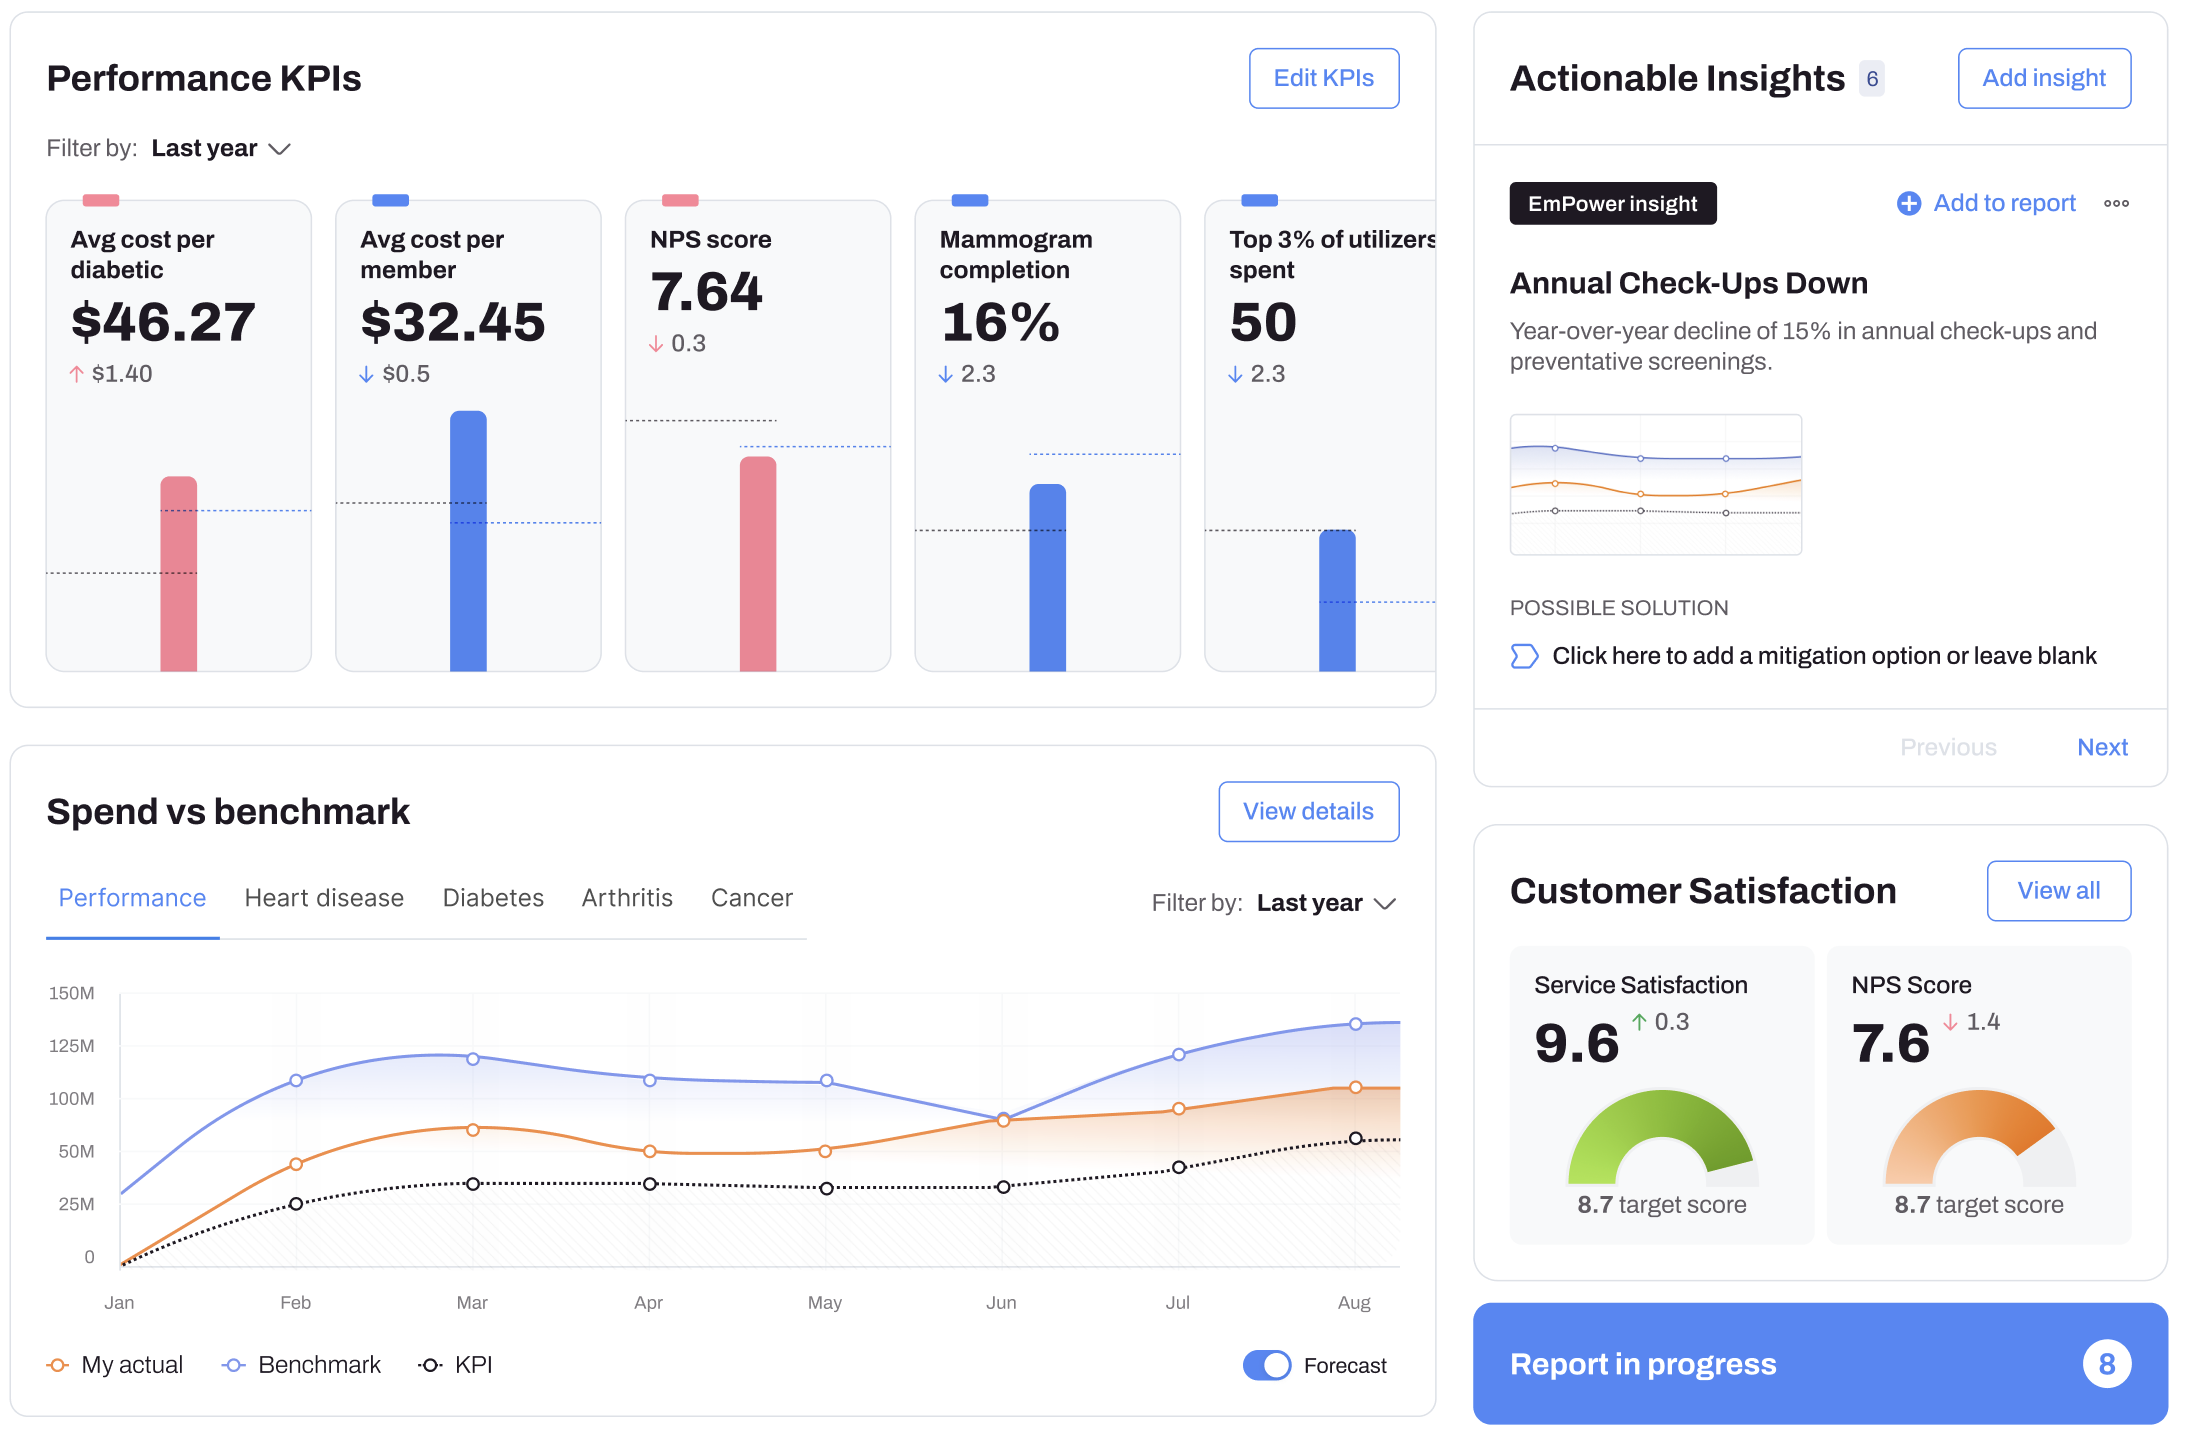 Performance KPIs
Edit KPIs
Filter by: Last year
Avg cost per
diabetic
$46.27
$1.40
Avg cost per
member
$32.45
$0.5
NPS score
7.64
0.3
Mammogram
completion
16%
2.3
Top 3% of utilizers
spent
50
2.3
Spend vs benchmark
View details
Performance Heart disease Diabetes Arthritis Cancer
Filter by: Last year
150M
125M
100M
50M
25M
0
Jan Feb Mar Apr May Jun Jul Aug
My actual Benchmark KPI
Forecast
Actionable Insights 6
Add insight
EmPower insight
Add to report
Annual Check-Ups Down
Year-over-year decline of 15% in annual check-ups and
preventative screenings.
POSSIBLE SOLUTION
Click here to add a mitigation option or leave blank
Previous Next
Customer Satisfaction
View all
Service Satisfaction
9.6 0.3
8.7 target score
NPS Score
7.6 1.4
8.7 target score
Report in progress 8